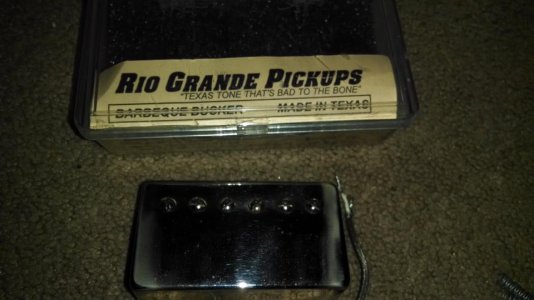 RIO GRANDE PICKUPS
"TEXAS TONE THAT'S BAD TO THE BONE"
BARBEQUE BUCKER MADE IN TEXAS